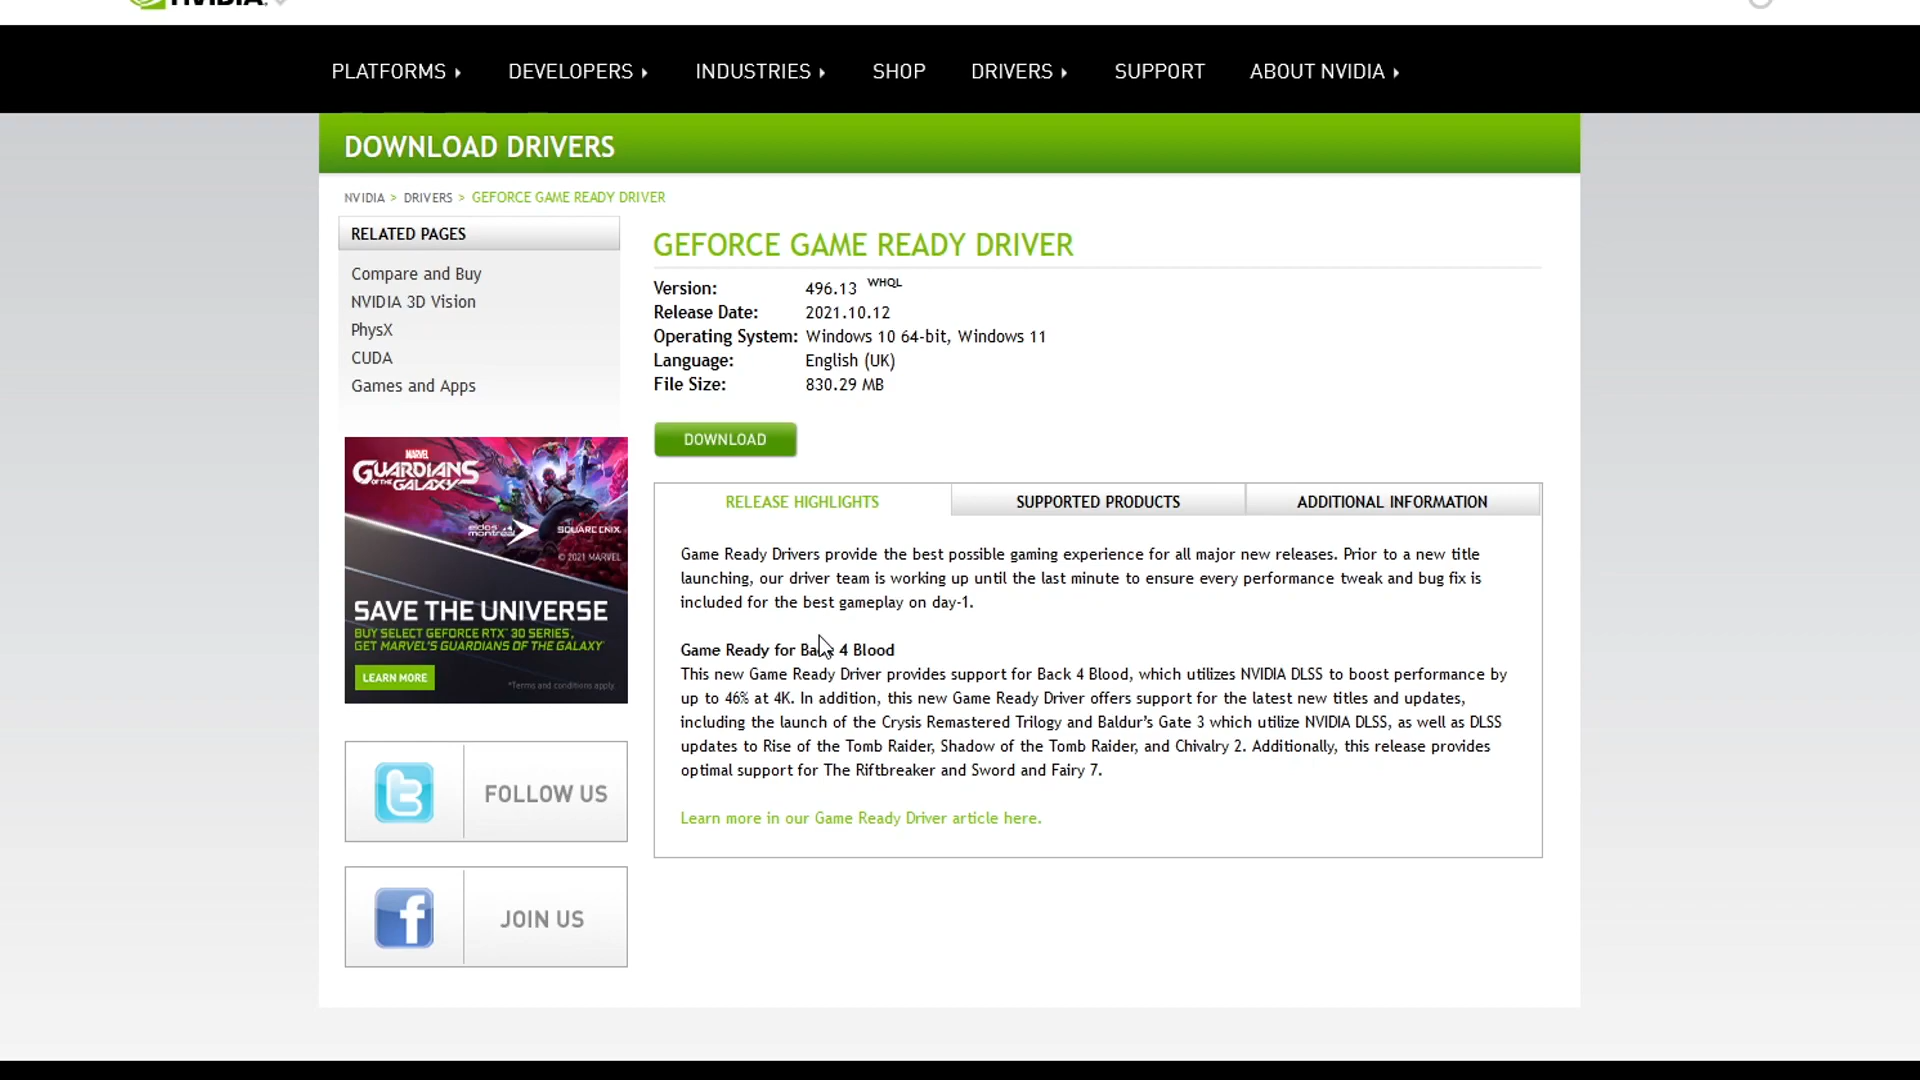 NVIDIA.
PLATFORMS
DEVELOPERS
INDUSTRIES
SHOP
DRIVERS
SUPPORT
ABOUT NVIDIA
DOWNLOAD DRIVERS
NVIDIA > DRIVERS > GEFORCE GAME READY DRIVER
RELATED PAGES
Compare and Buy
NVIDIA 3D Vision
PhysX
CUDA
Games and Apps
MARVEL
GUARDIANS
OF THE GALAXY
eidos montréal
SQUARE ENIX
© 2021 MARVEL
SAVE THE UNIVERSE
BUY SELECT GEFORCE RTX™ 30 SERIES,
GET MARVEL'S GUARDIANS OF THE GALAXY
LEARN MORE
*Terms and conditions apply
FOLLOW US
JOIN US
GEFORCE GAME READY DRIVER
Version: 496.13 WHQL
Release Date: 2021.10.12
Operating System: Windows 10 64-bit, Windows 11
Language: English (UK)
File Size: 830.29 MB
DOWNLOAD
RELEASE HIGHLIGHTS
SUPPORTED PRODUCTS
ADDITIONAL INFORMATION
Game Ready Drivers provide the best possible gaming experience for all major new releases. Prior to a new title
launching, our driver team is working up until the last minute to ensure every performance tweak and bug fix is
included for the best gameplay on day-1.
Game Ready for Back 4 Blood
This new Game Ready Driver provides support for Back 4 Blood, which utilizes NVIDIA DLSS to boost performance by
up to 46% at 4K. In addition, this new Game Ready Driver offers support for the latest new titles and updates,
including the launch of the Crysis Remastered Trilogy and Baldur's Gate 3 which utilize NVIDIA DLSS, as well as DLSS
updates to Rise of the Tomb Raider, Shadow of the Tomb Raider, and Chivalry 2. Additionally, this release provides
optimal support for The Riftbreaker and Sword and Fairy 7.
Learn more in our Game Ready Driver article here.